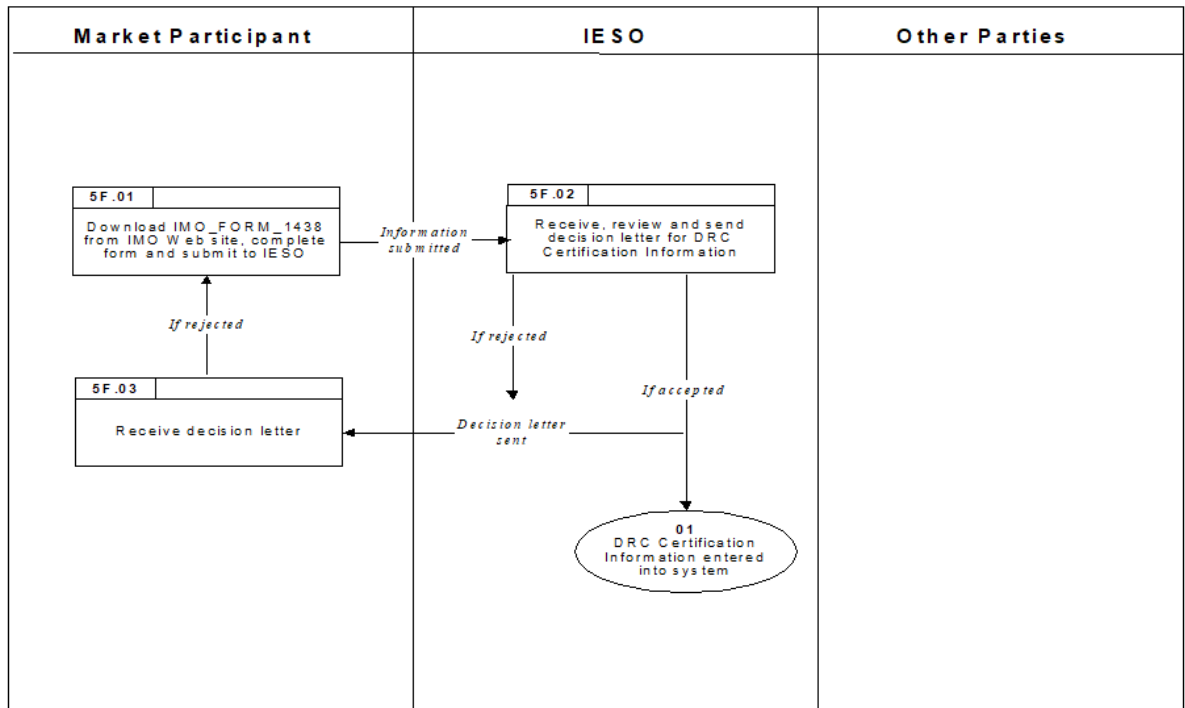 Market Participant
IESO
Other Parties
5F.01
Download IMO_FORM_1438
from IMO Web site, complete
form and submit to IESO
Information
submitted
5F.02
Receive, review and send
decision letter for DRC
Certification Information
If rejected
If rejected
5F.03
Receive decision letter
If accepted
Decision letter
sent
01
DRC Certification
Information entered
into system